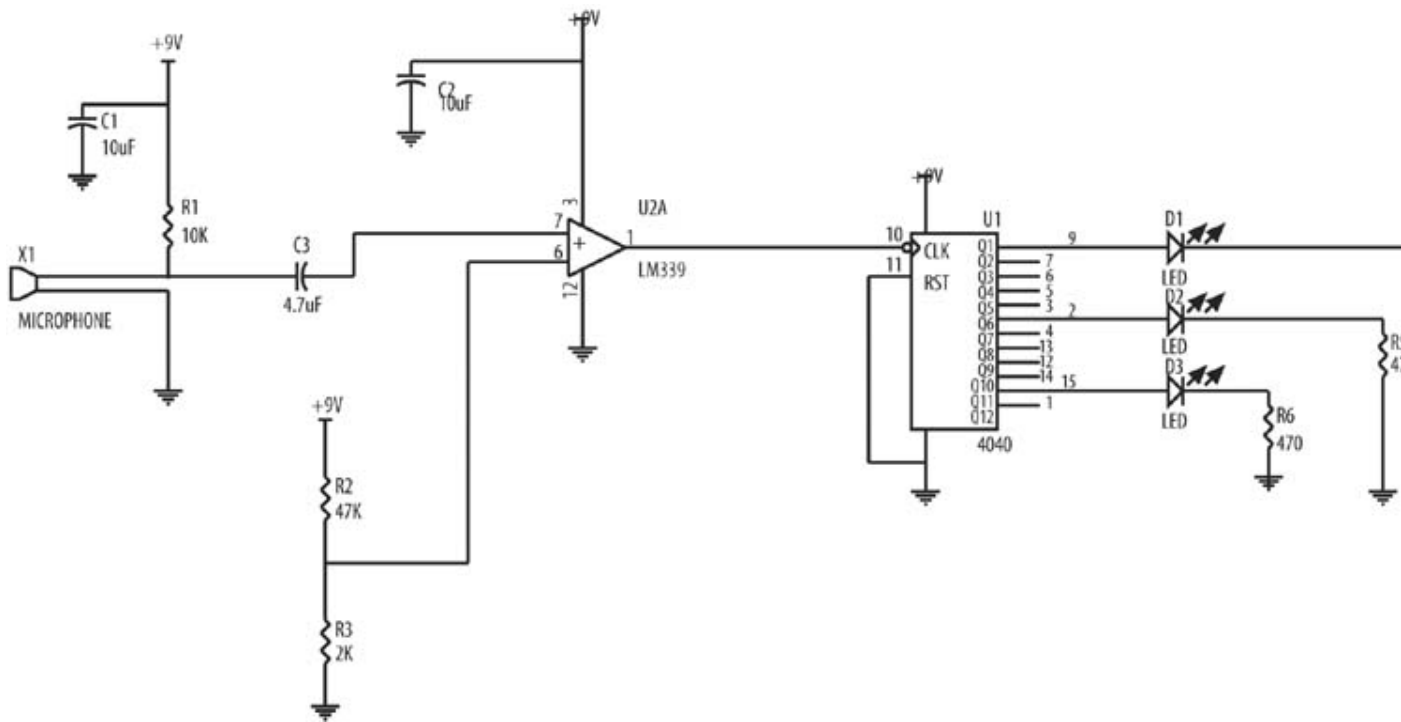 +9V
C1
10uF
R1
10K
X1
MICROPHONE
C3
4.7uF
+9V
C2
10uF
3
7
6
+
12
U2A
1
LM339
+9V
R2
47K
R3
2K
+9V
U1
10
CLK
11
RST
4040
Q1
Q2
Q3
Q4
Q5
Q6
Q7
Q8
Q9
Q10
Q11
Q12
9
7
6
5
3
2
4
13
12
14
15
1
D1
LED
D2
LED
D3
LED
R6
470